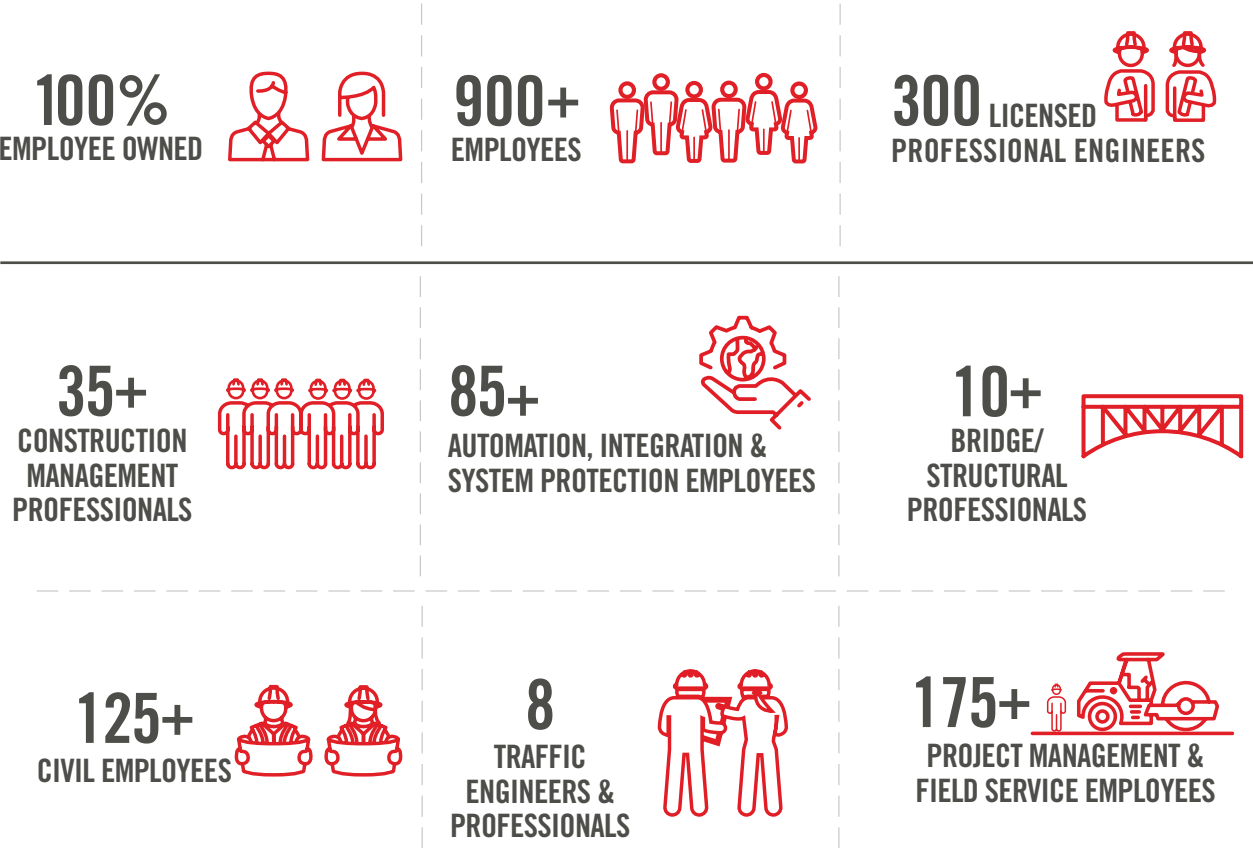 100%
EMPLOYEE OWNED
900+
EMPLOYEES
300 LICENSED
PROFESSIONAL ENGINEERS
35+
CONSTRUCTION
MANAGEMENT
PROFESSIONALS
85+
AUTOMATION, INTEGRATION &
SYSTEM PROTECTION EMPLOYEES
10+
BRIDGE/
STRUCTURAL
PROFESSIONALS
125+
CIVIL EMPLOYEES
8
TRAFFIC
ENGINEERS &
PROFESSIONALS
175+
PROJECT MANAGEMENT &
FIELD SERVICE EMPLOYEES